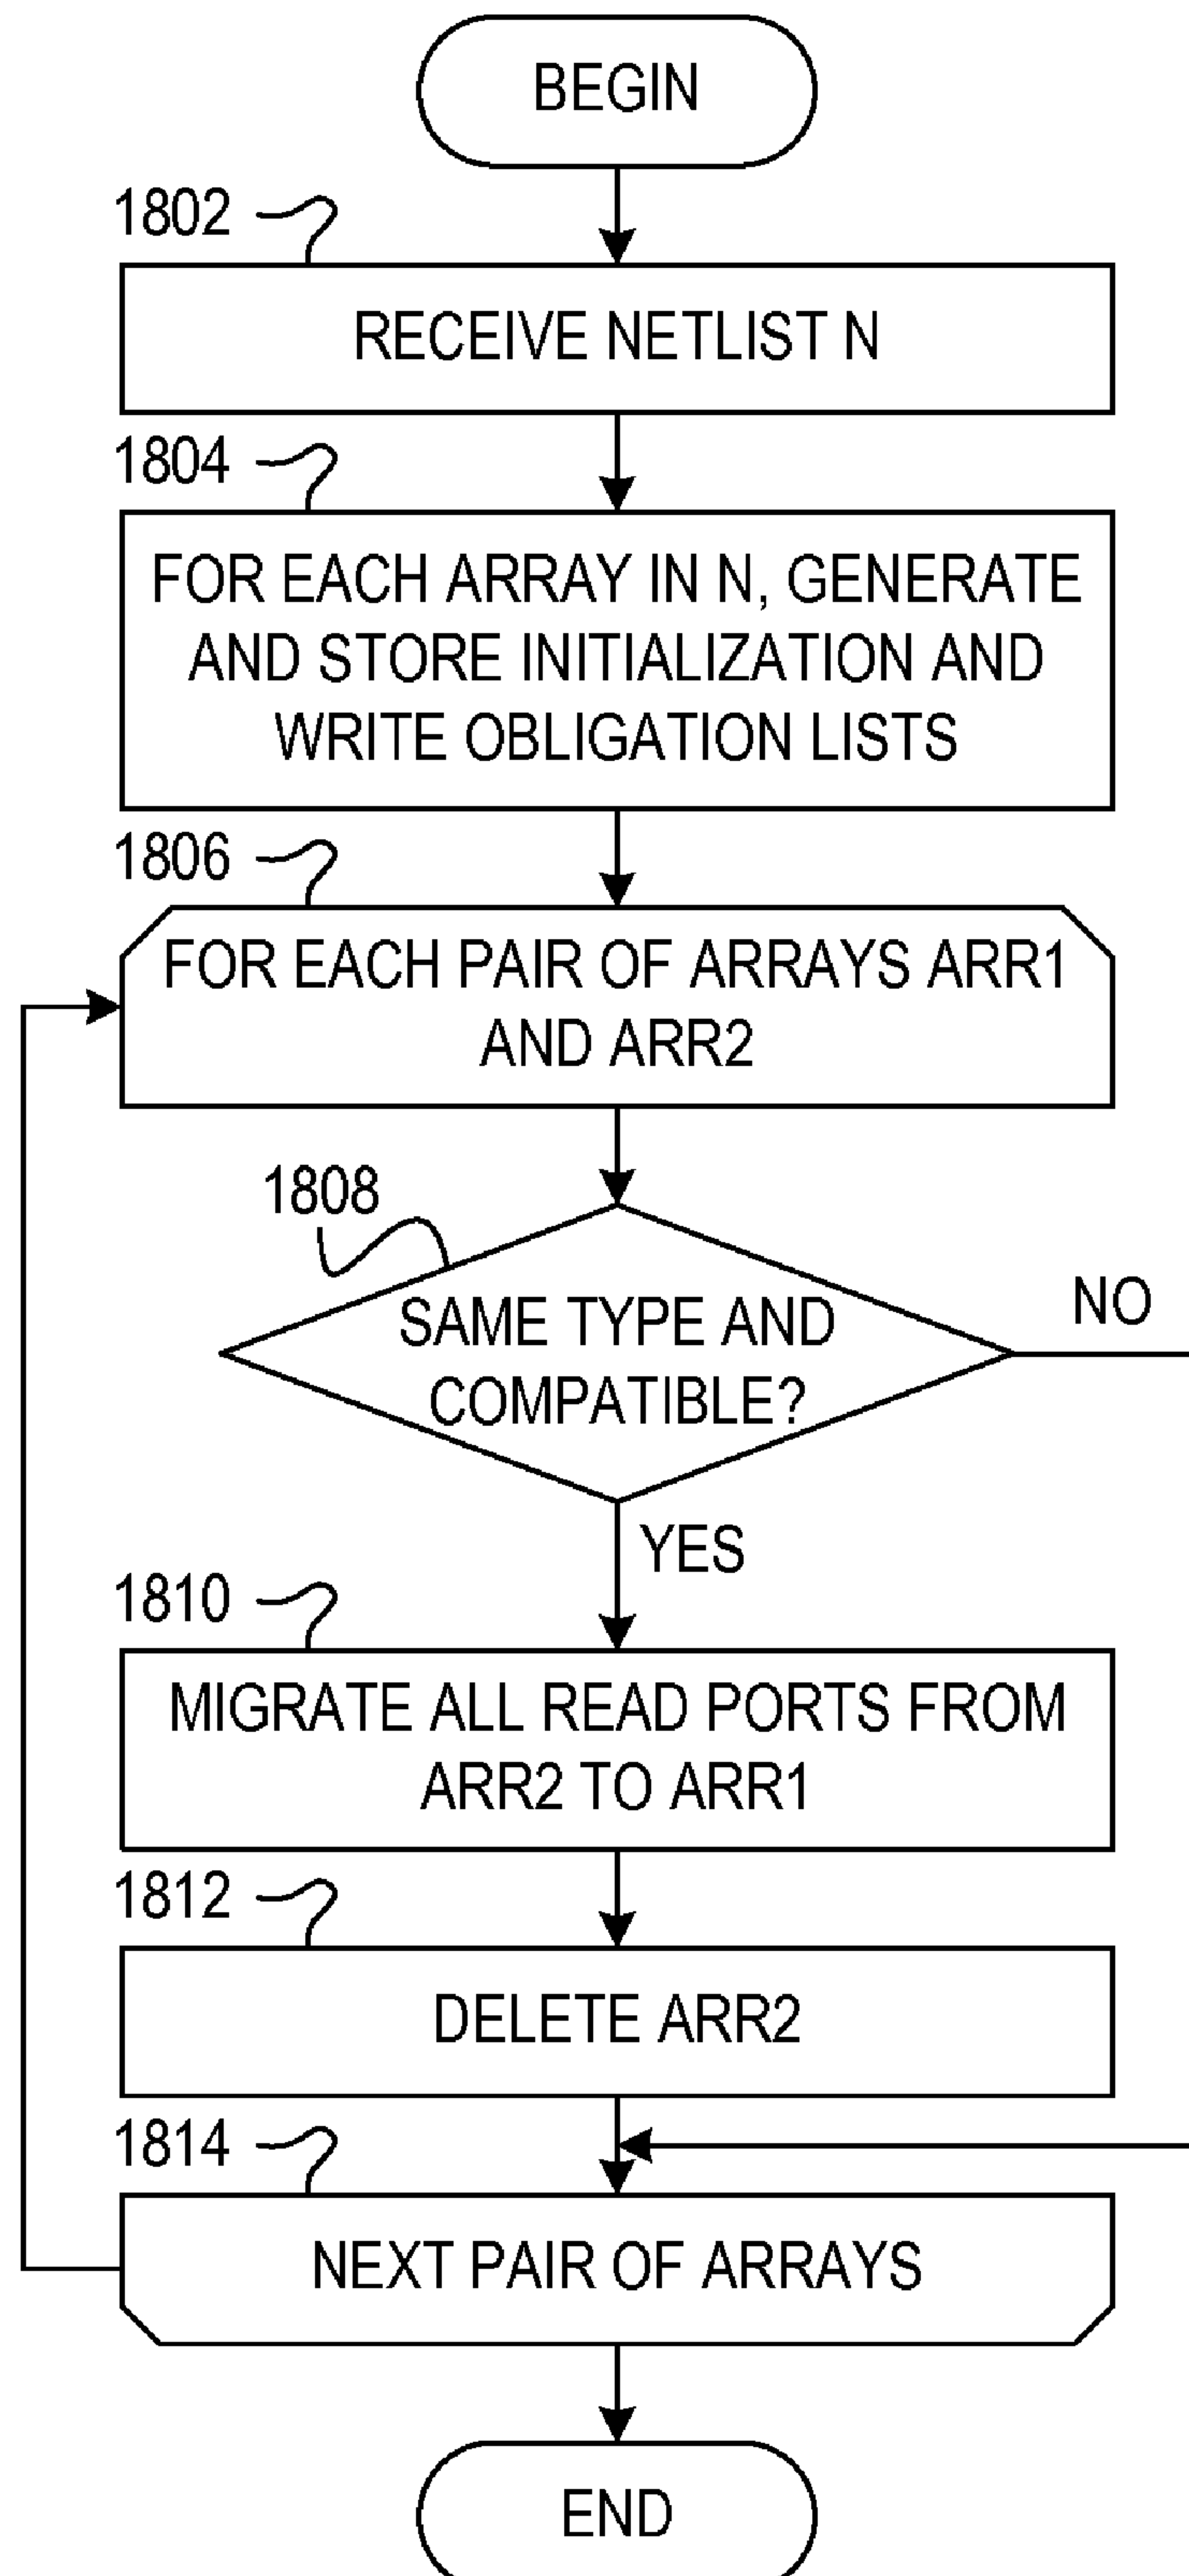 BEGIN
1802
RECEIVE NETLIST N
1804
FOR EACH ARRAY IN N, GENERATE
AND STORE INITIALIZATION AND
WRITE OBLIGATION LISTS
1806
FOR EACH PAIR OF ARRAYS ARR1
AND ARR2
1808
SAME TYPE AND
COMPATIBLE?
NO
YES
1810
MIGRATE ALL READ PORTS FROM
ARR2 TO ARR1
1812
DELETE ARR2
1814
NEXT PAIR OF ARRAYS
END